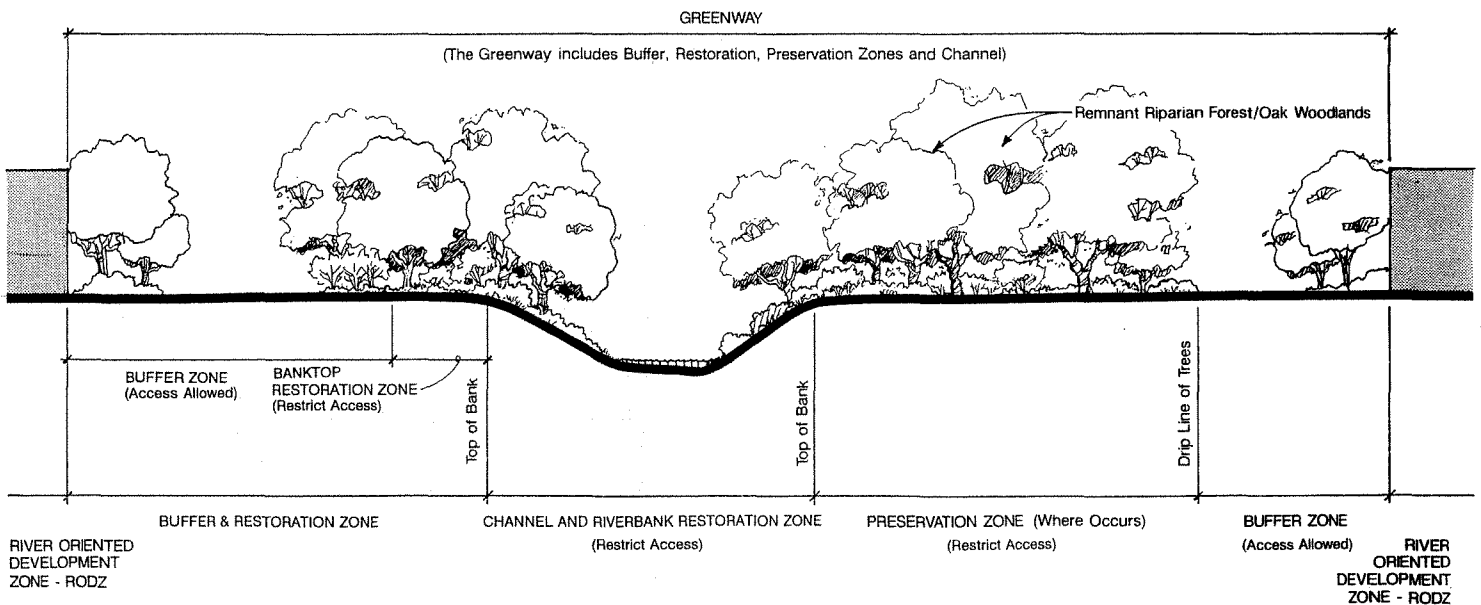 GREENWAY
(The Greenway includes Buffer, Restoration, Preservation Zones and Channel)
Remnant Riparian Forest/Oak Woodlands
BUFFER ZONE
(Access Allowed)
BANKTOP
RESTORATION ZONE
(Restrict Access)
Top of Bank
Top of Bank
Drip Line of Trees
BUFFER & RESTORATION ZONE
CHANNEL AND RIVERBANK RESTORATION ZONE
(Restrict Access)
PRESERVATION ZONE (Where Occurs)
(Restrict Access)
BUFFER ZONE
(Access Allowed)
RIVER ORIENTED
DEVELOPMENT
ZONE - RODZ
RIVER
ORIENTED
DEVELOPMENT
ZONE - RODZ